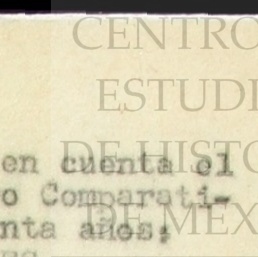 CENTRO
ESTUDI
DE HISTO
DE MEX
en cuenta el
o Comparati-
nta años;